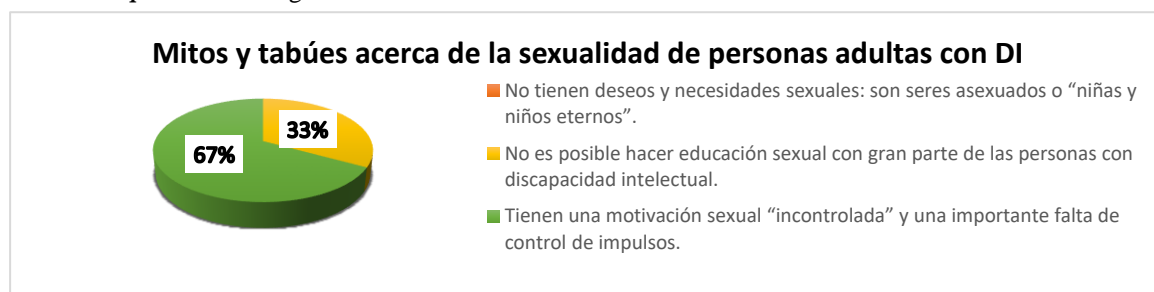 Mitos y tabúes acerca de la sexualidad de personas adultas con DI
33%
67%
No tienen deseos y necesidades sexuales: son seres asexuados o “niñas y
niños eternos”.
No es posible hacer educación sexual con gran parte de las personas con
discapacidad intelectual.
Tienen una motivación sexual “incontrolada” y una importante falta de
control de impulsos.